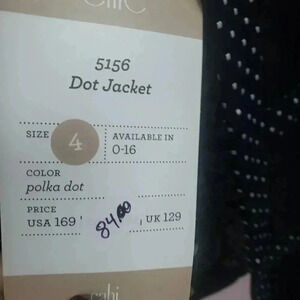 5156
Dot Jacket
SIZE 4 AVAILABLE IN
0-16
COLOR
polka dot
PRICE
USA 169 84.00 UK 129
cabi